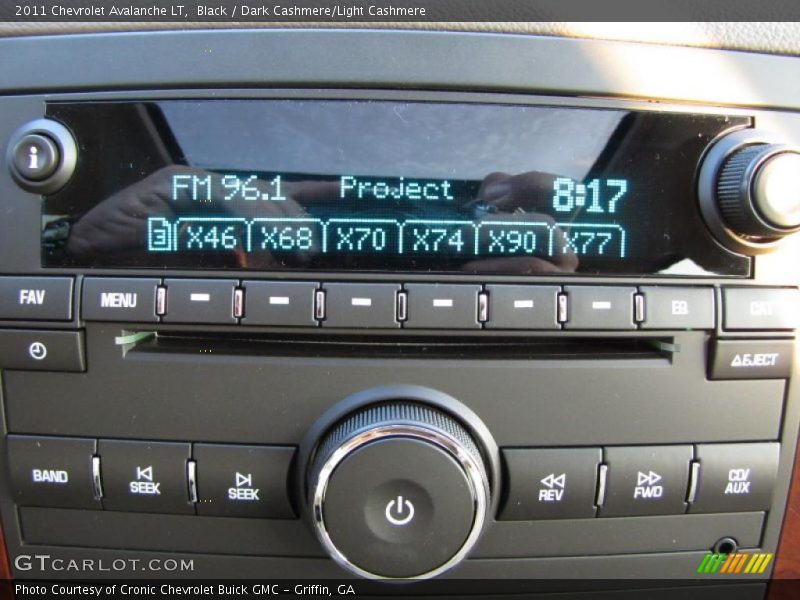 2011 Chevrolet Avalanche LT, Black / Dark Cashmere/Light Cashmere
i
FM 96.1 Project 8:17
3 X46 X68 X70 X74 X90 X77
FAV MENU EQ CAT
EJECT
BAND SEEK SEEK REV FWD CD/
AUX
GTCARLOT.COM
Photo Courtesy of Cronic Chevrolet Buick GMC - Griffin, GA